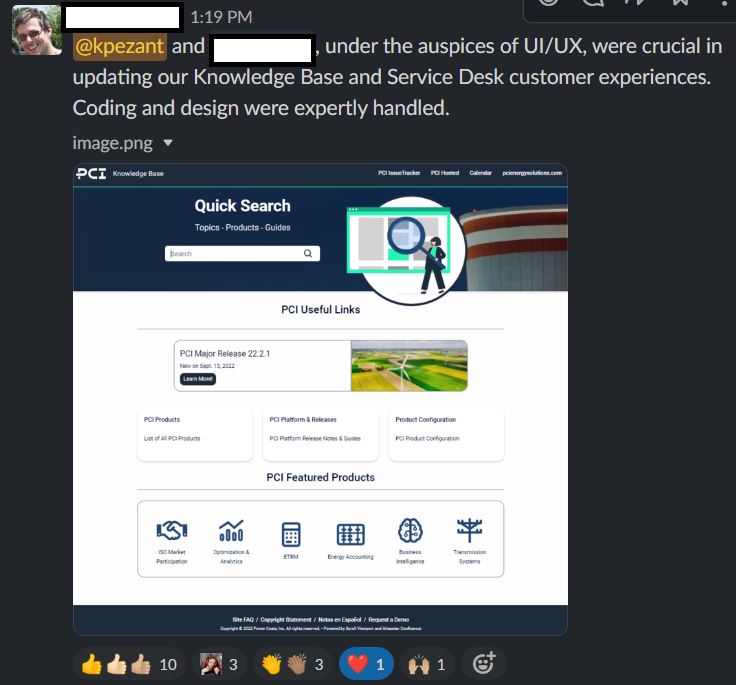 1:19 PM
@kpezant and , under the auspices of UI/UX, were crucial in
updating our Knowledge Base and Service Desk customer experiences.
Coding and design were expertly handled.
image.png
PCI Knowledge Base PCI IssueTracker PCI Hosted Calendar pcienergysolutions.com
Quick Search
Topics - Products - Guides
Search
PCI Useful Links
PCI Major Release 22.2.1
New on Sept. 13, 2022
Learn More!
PCI Products
List of All PCI Products
PCI Platform & Releases
PCI Platform Release Notes & Guides
Product Configuration
PCI Product Configuration
PCI Featured Products
ISO Market
Participation
Optimization &
Analytics
ETRM
Energy Accounting
Business
Intelligence
Transmission
Systems
Site FAQ / Copyright Statement / Notas en Español / Request a Demo
Copyright © 2022 Power Costs, Inc. All rights reserved. - Powered by Scroll Viewport and Atlassian Confluence
10 3 3 1 1